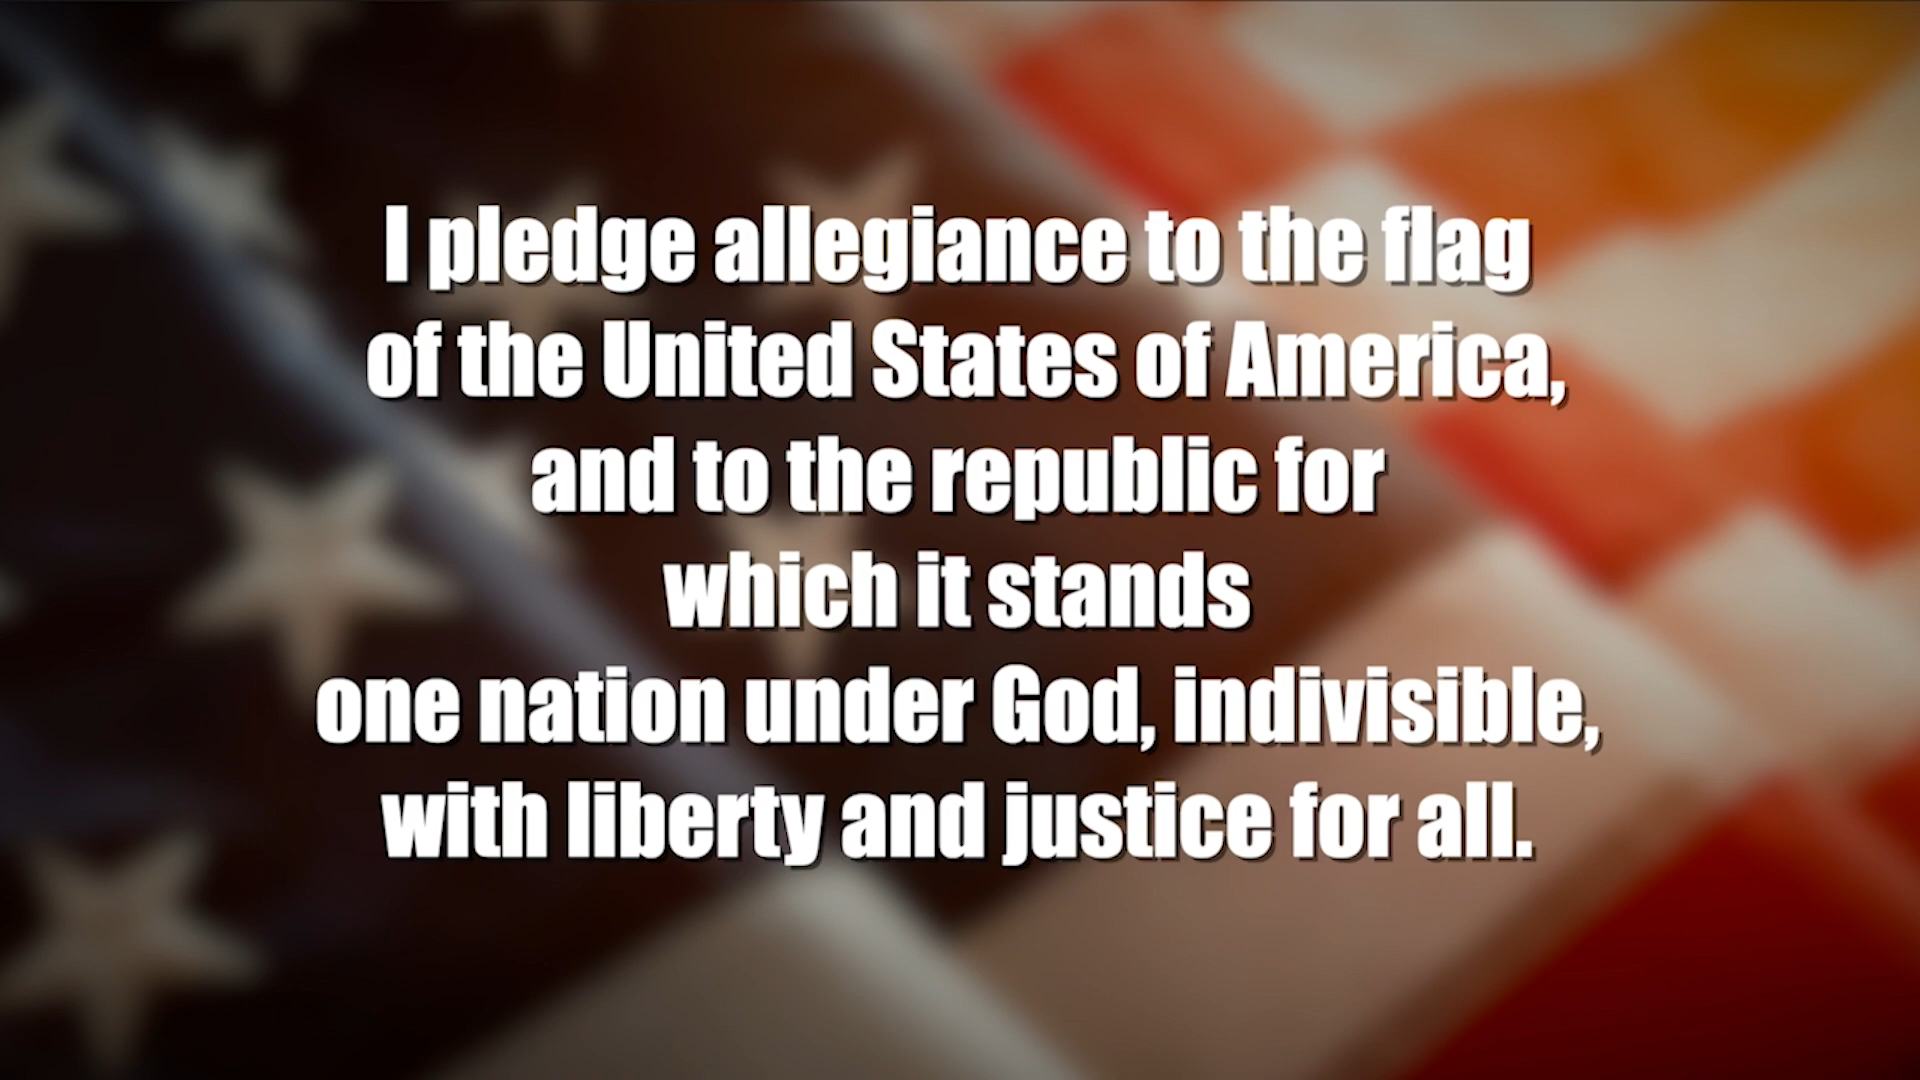 I pledge allegiance to the flag
of the United States of America,
and to the republic for
which it stands
one nation under God, indivisible,
with liberty and justice for all.